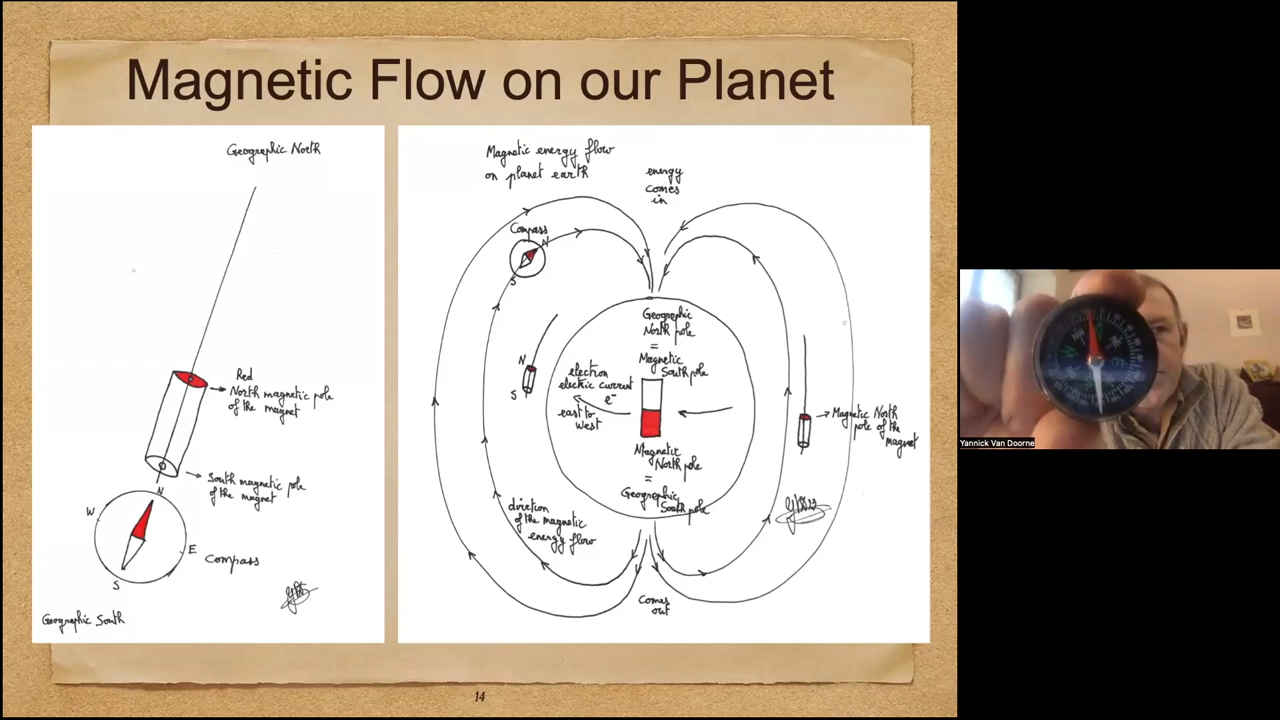 Magnetic Flow on our Planet
Geographic North
Red
North magnetic pole
of the magnet
South magnetic pole
of the magnet
N
W
E
S
Compass
Geographic South
Magnetic energy flow
on planet earth
energy
comes
in
Compass
N
S
Geographic
North pole
=
Magnetic
South pole
N
S
electron
electric current
e-
east to
west
Magnetic
North pole
=
Geographic
South pole
Magnetic North
pole of the
magnet
direction
of the magnetic
energy flow
Comes
out
14
W
E
Yannick Van Doorne